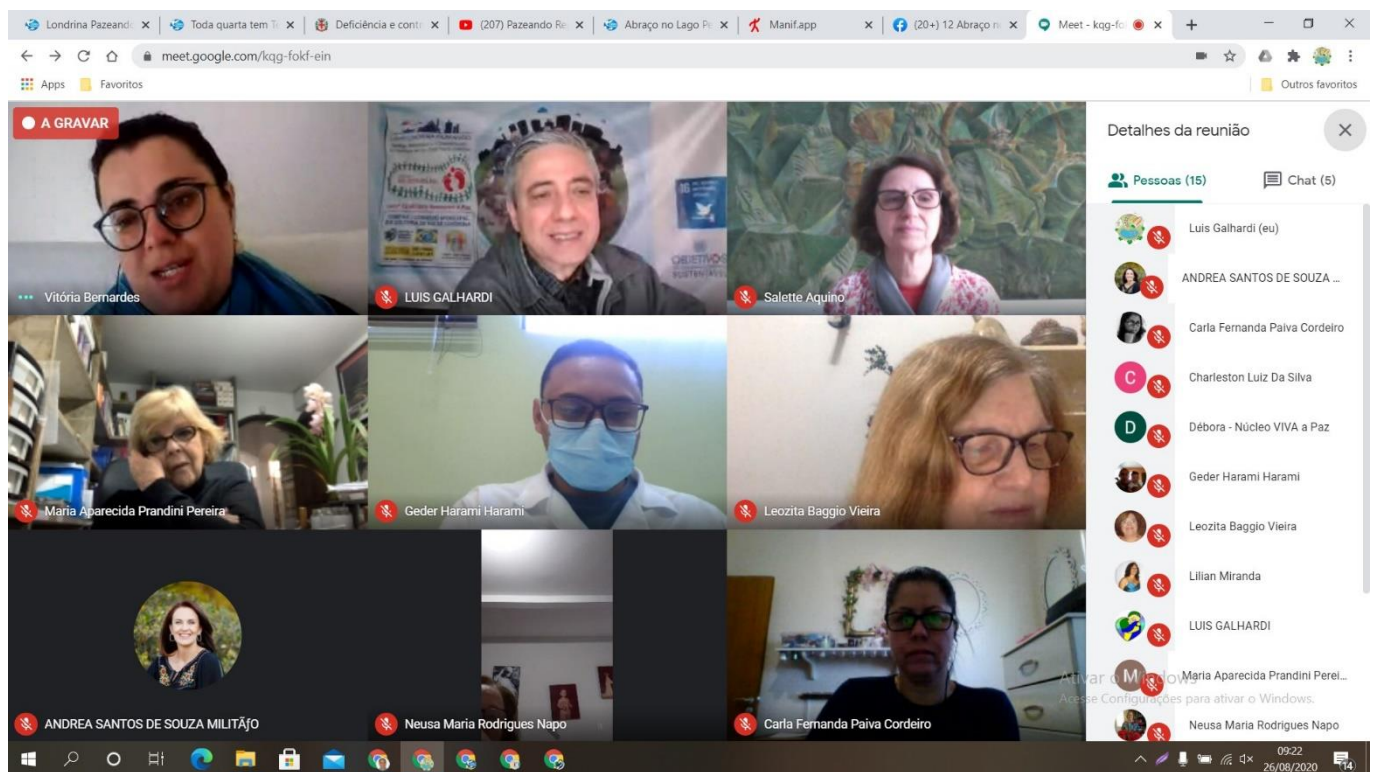 Londrina Pazeand
Toda quarta tem T
Deficiência e cont
(207) Pazeando Re
Abraço no Lago P
Manif.app
(20+) 12 Abraço n
Meet - kqg-fo
meet.google.com/kqg-fokf-ein
Apps
Favoritos
Outros favoritos
A GRAVAR
Vitória Bernardes
LUIS GALHARDI
OBJETIVOS
Salette Aquino
Maria Aparecida Prandini Pereira
Geder Harami Harami
Leozita Baggio Vieira
ANDREA SANTOS DE SOUZA MILITÃƒO
Neusa Maria Rodrigues Napo
Carla Fernanda Paiva Cordeiro
Detalhes da reunião
Pessoas (15)
Chat (5)
Luis Galhardi (eu)
ANDREA SANTOS DE SOUZA ...
Carla Fernanda Paiva Cordeiro
C
Charleston Luiz Da Silva
D
Débora - Núcleo VIVA a Paz
Geder Harami Harami
Leozita Baggio Vieira
Lilian Miranda
LUIS GALHARDI
M
Maria Aparecida Prandini Perei...
Ativar o Windows
Acesse Configurações para ativar o Windows.
Neusa Maria Rodrigues Napo
09:22
26/08/2020
14